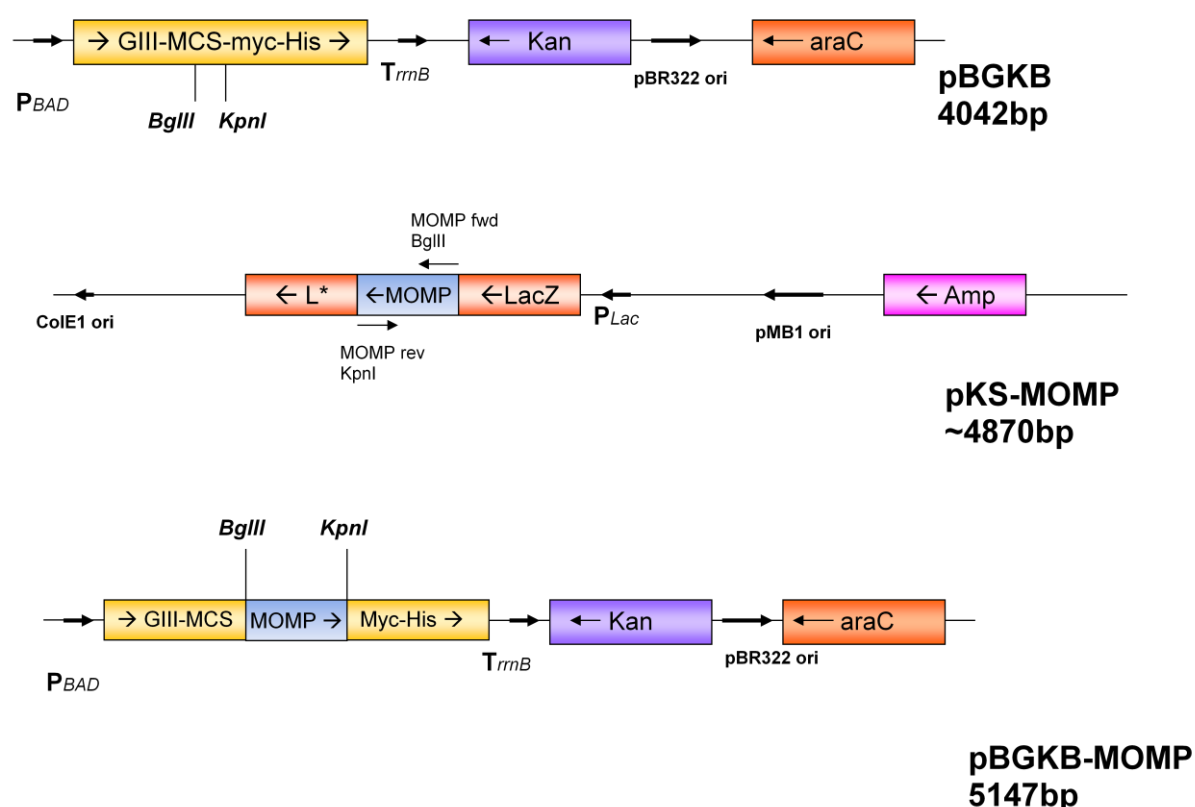 → GIII-MCS-myc-His →
← Kan
← araC
PBAD
BglII KpnI
TrrnB
pBR322 ori
pBGKB
4042bp
MOMP fwd
BglII
← L*
←MOMP
←LacZ
← Amp
ColE1 ori
PLac
pMB1 ori
MOMP rev
KpnI
pKS-MOMP
~4870bp
BglII KpnI
→ GIII-MCS
MOMP →
Myc-His →
← Kan
← araC
PBAD
TrrnB
pBR322 ori
pBGKB-MOMP
5147bp